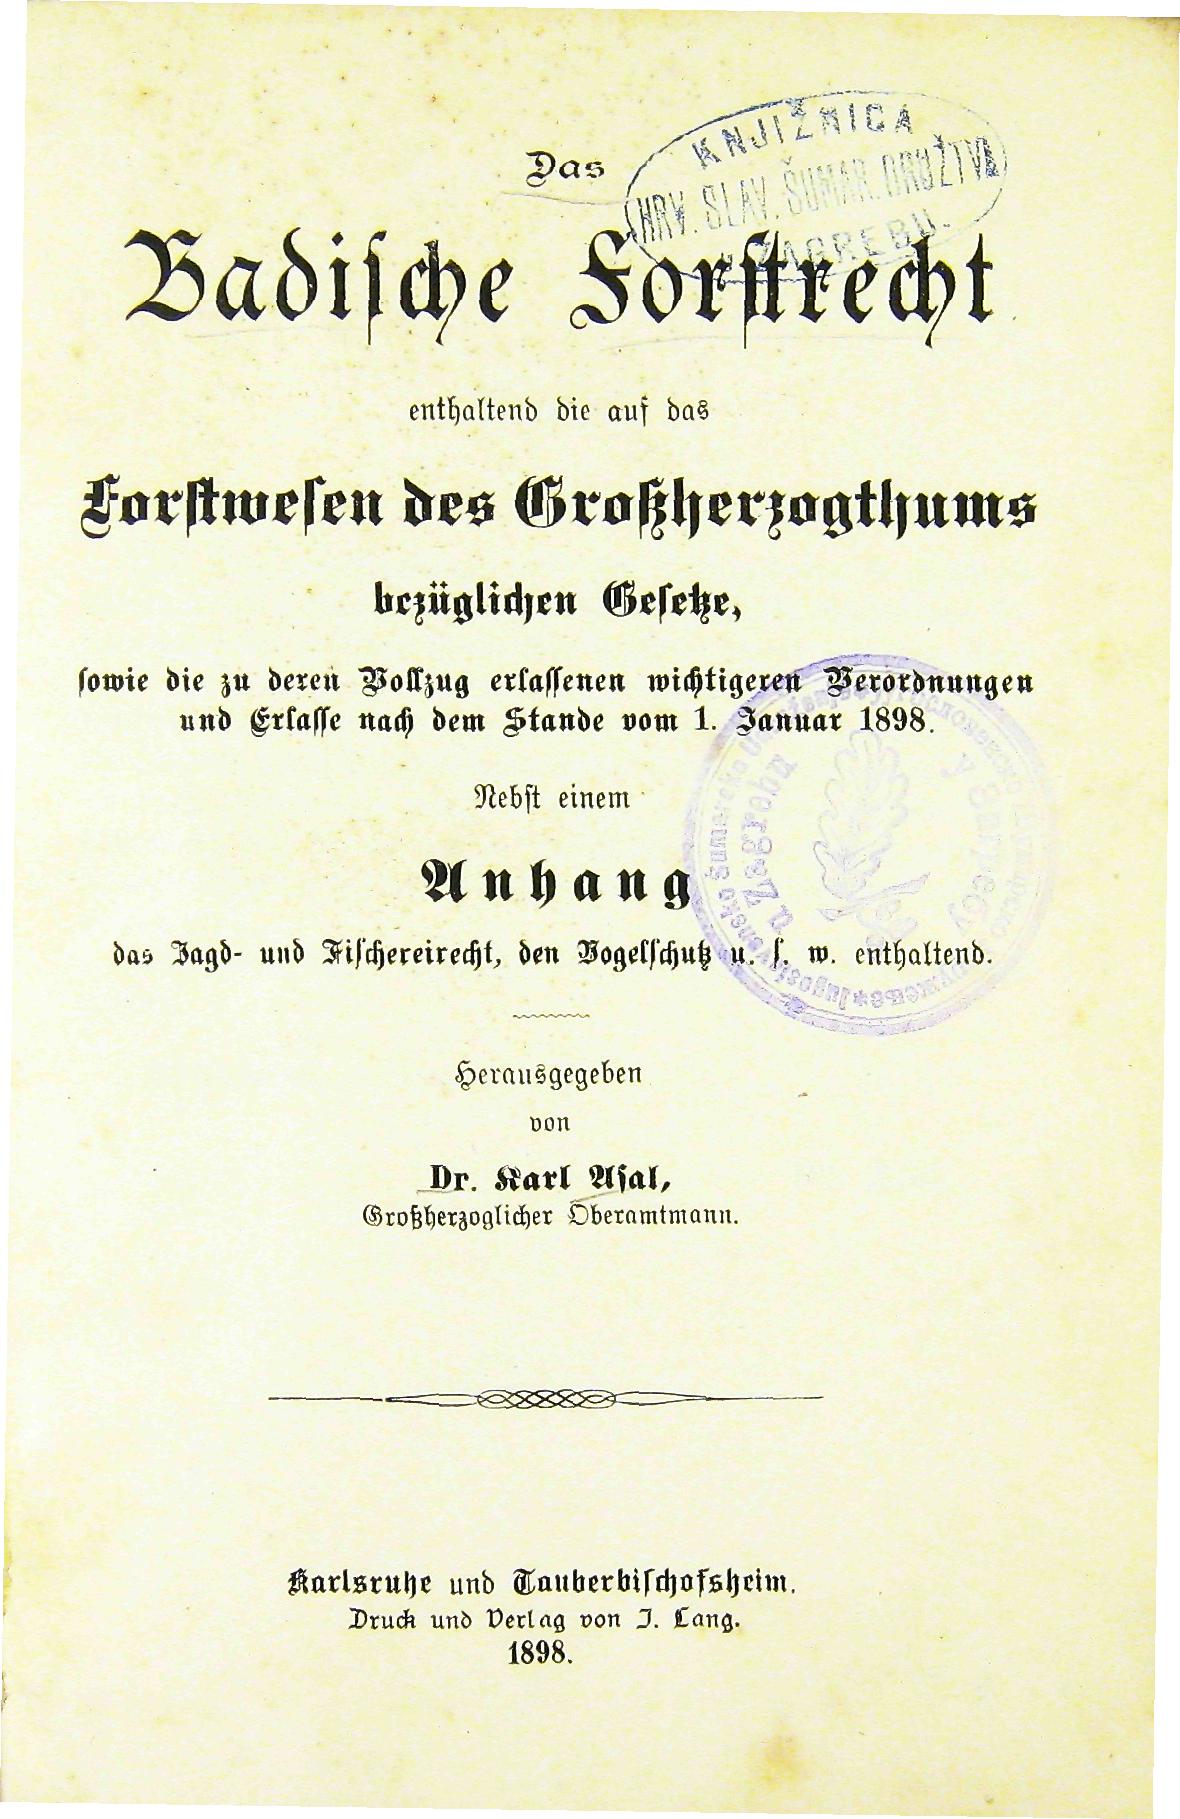 Das
KNJIŽNICA
HRV. SLAV. ŠUMAR. DRUŽTVA
U ZAGREBU.
Badiſche Forſtrecht
enthaltend die auf das
Forſtweſen des Großherzogthums
bezüglichen Geſetze,
ſowie die zu deren Vollzug erlaſſenen wichtigeren Verordnungen
und Erlaſſe nach dem Stande vom 1. Januar 1898.
Nebſt einem
Anhang
das Jagd- und Fiſchereirecht, den Vogelſchutz u. ſ. w. enthaltend.
u Zagrebu
у Загребу
Herausgegeben
von
Dr. Karl Aſal,
Großherzoglicher Oberamtmann.
Karlsruhe und Tauberbiſchofsheim.
Druck und Verlag von J. Lang.
1898.